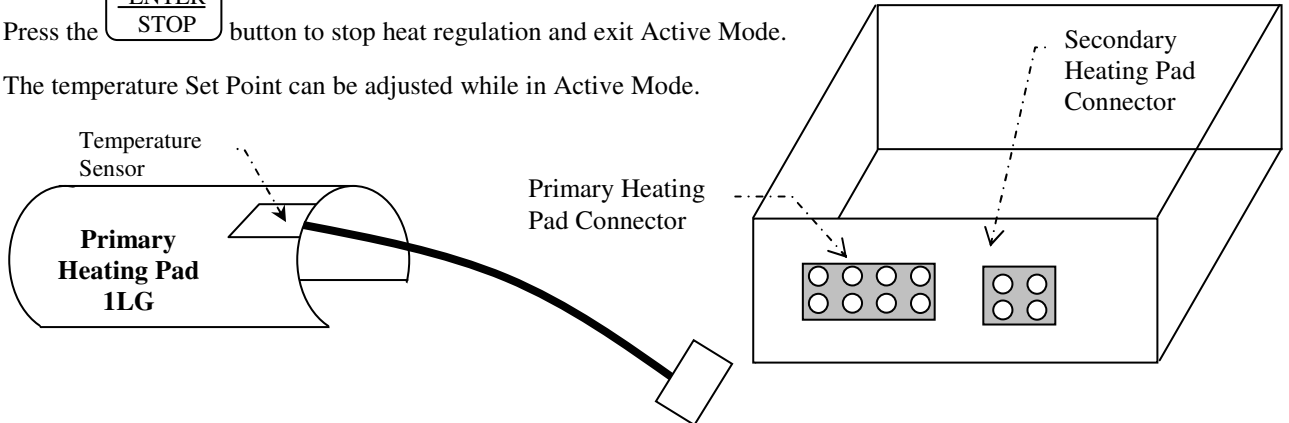 ENTER
Press the STOP button to stop heat regulation and exit Active Mode.
The temperature Set Point can be adjusted while in Active Mode.
Temperature
Sensor
Primary
Heating Pad
1LG
Primary Heating
Pad Connector
Secondary
Heating Pad
Connector